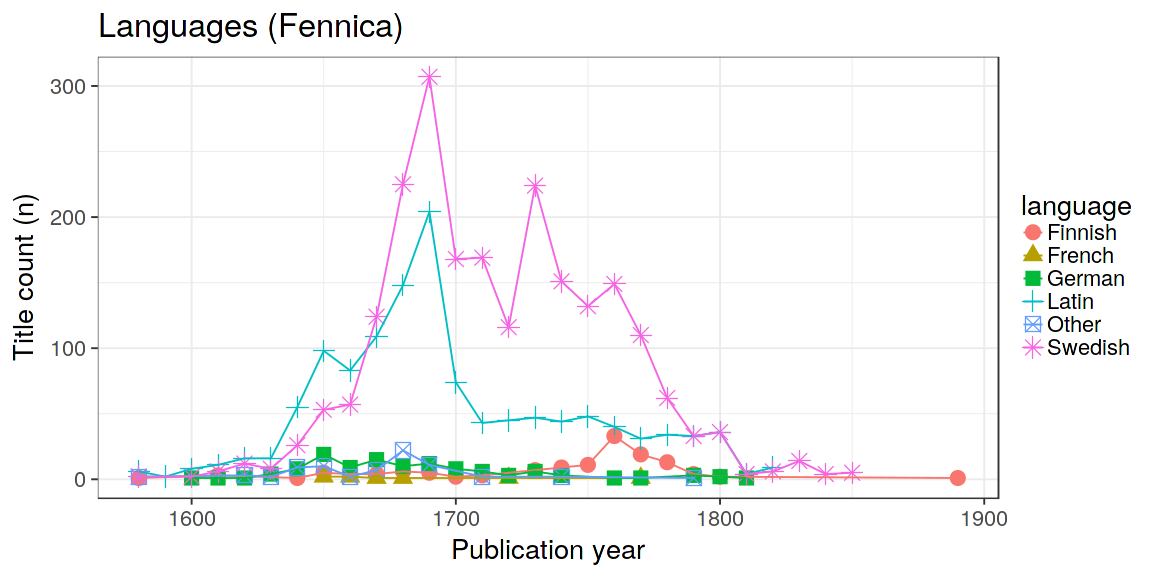 Languages (Fennica)
Title count (n)
300
200
100
0
1600
1700
1800
1900
Publication year
language
Finnish
French
German
Latin
Other
Swedish